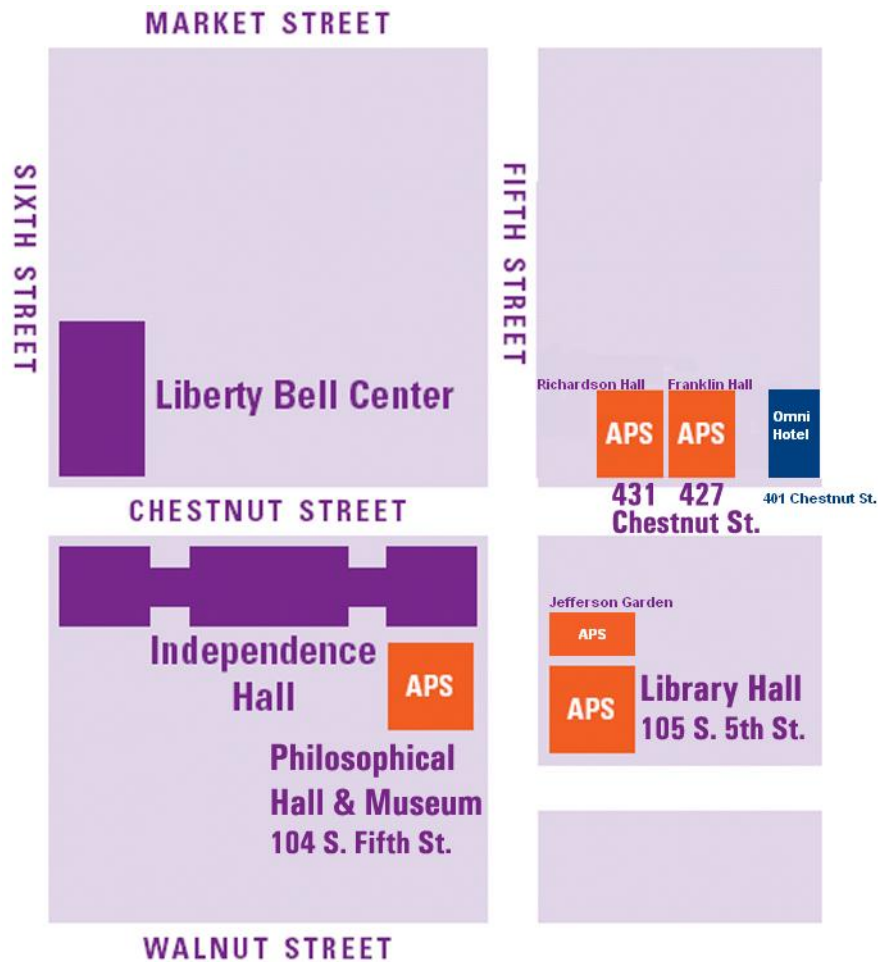 MARKET STREET
SIXTH STREET
FIFTH STREET
Liberty Bell Center
Richardson Hall
Franklin Hall
APS
APS
Omni
Hotel
431
427
Chestnut St.
401 Chestnut St.
CHESTNUT STREET
Independence
Hall
APS
Philosophical
Hall & Museum
104 S. Fifth St.
Jefferson Garden
APS
APS
Library Hall
105 S. 5th St.
WALNUT STREET